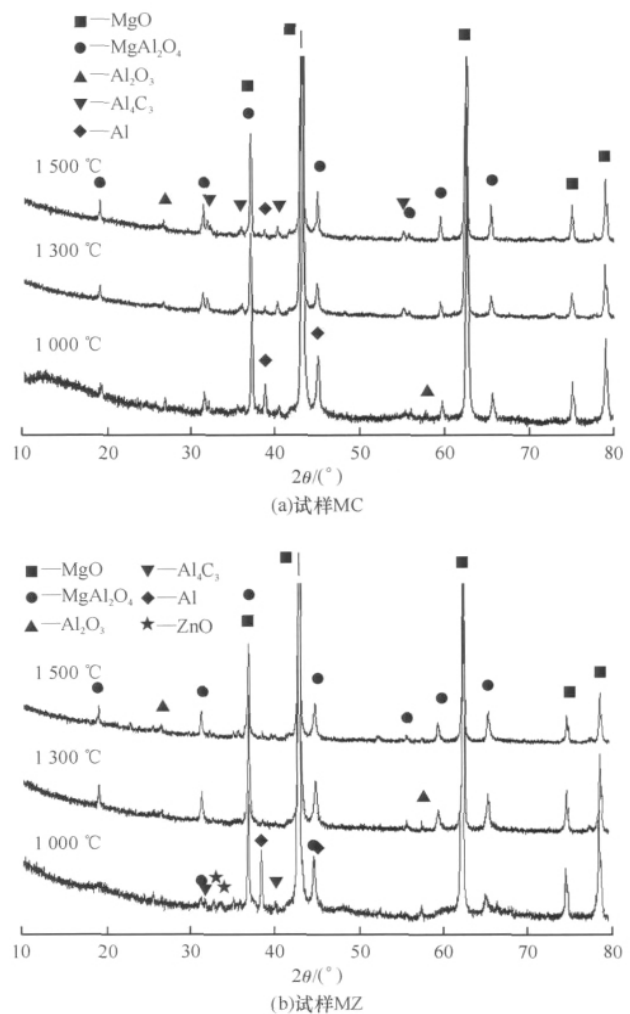 ■—MgO
●—MgAl₂O₄
▲—Al₂O₃
▼—Al₄C₃
◆—Al
1 500 ℃
1 300 ℃
1 000 ℃
10 20 30 40 50 60 70 80
2θ/(°)
(a)试样MC
■—MgO ▼—Al₄C₃
●—MgAl₂O₄ ◆—Al
▲—Al₂O₃ ★—ZnO
1 500 ℃
1 300 ℃
1 000 ℃
10 20 30 40 50 60 70 80
2θ/(°)
(b)试样MZ